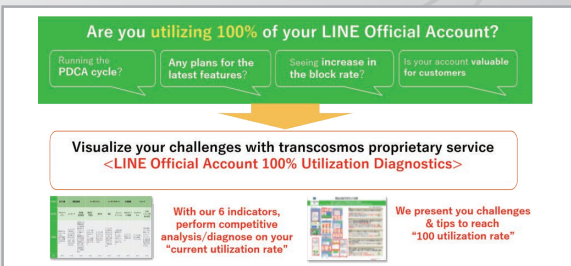 Are you utilizing 100% of your LINE Official Account?
Running the
PDCA cycle?
Any plans for the
latest features?
Seeing increase in
the block rate?
Is your account valuable
for customers
Visualize your challenges with transcosmos proprietary service
<LINE Official Account 100% Utilization Diagnostics>
With our 6 indicators,
perform competitive
analysis/diagnose on your
"current utilization rate"
We present you challenges
& tips to reach
"100 utilization rate"